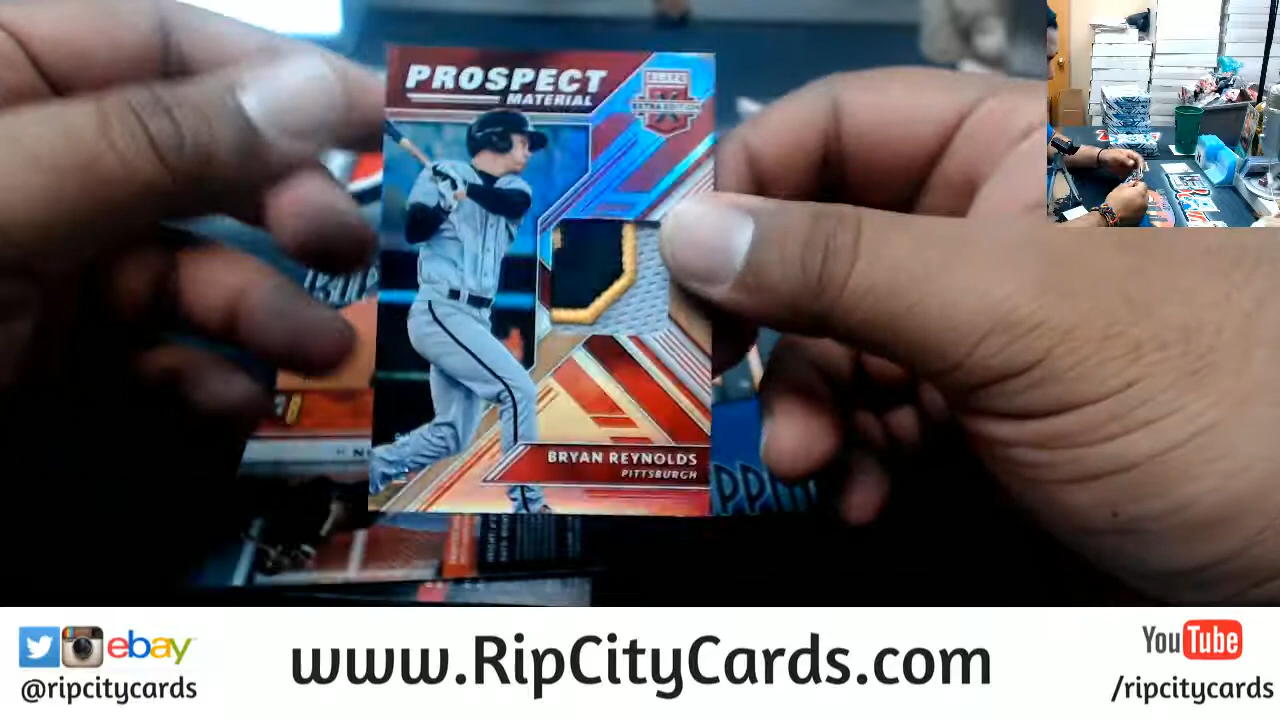 PROSPECT
MATERIAL
EXTRA EDITION
BRYAN REYNOLDS
PITTSBURGH
ebay
@ripcitycards
www.RipCityCards.com
YouTube
/ripcitycards